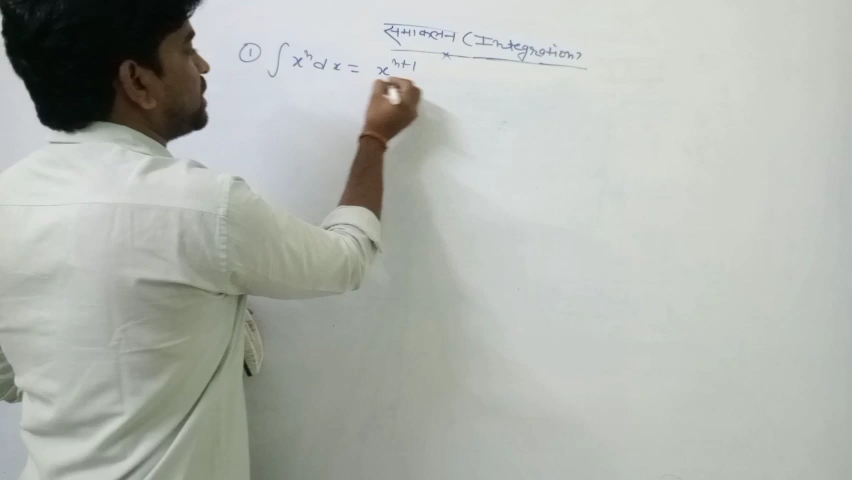 समाकलन (Integration)
① ∫ xⁿ dx = xⁿ⁺¹